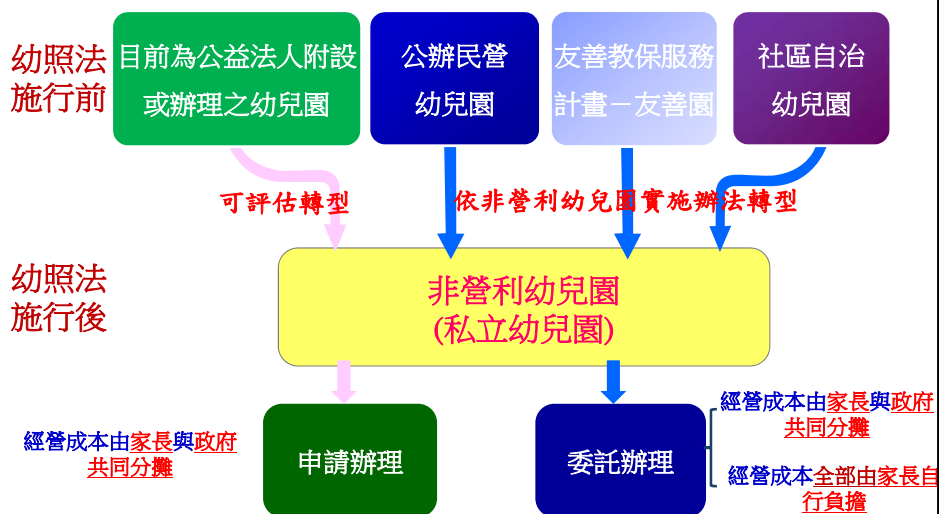 幼照法
施行前
目前為公益法人附設
或辦理之幼兒園
公辦民營
幼兒園
友善教保服務
計畫－友善園
社區自治
幼兒園
可評估轉型
依非營利幼兒園實施辦法轉型
幼照法
施行後
非營利幼兒園
(私立幼兒園)
經營成本由家長與政府
共同分攤
申請辦理
委託辦理
經營成本由家長與政府
共同分攤
經營成本全部由家長自
行負擔